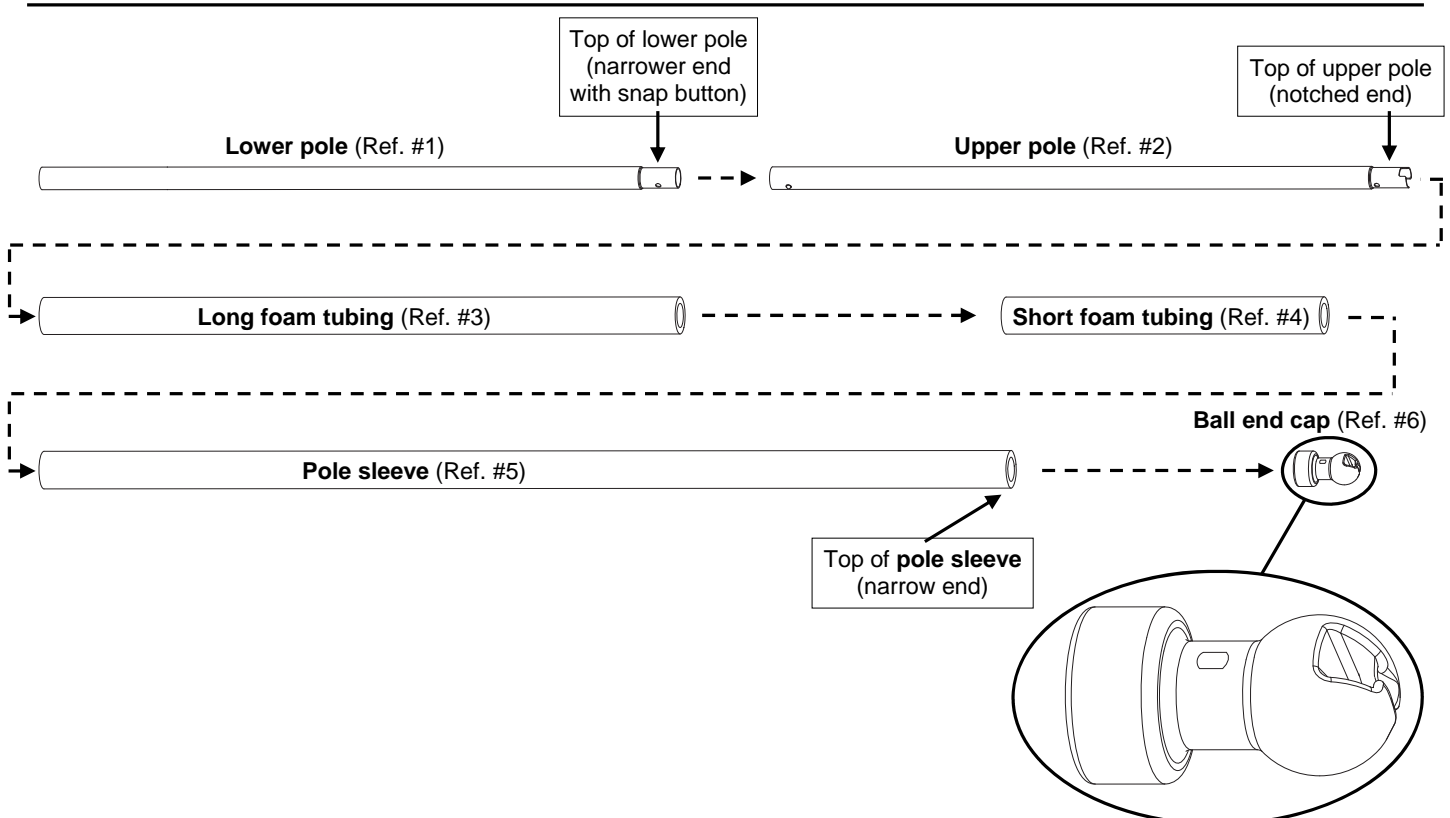 Top of lower pole
(narrower end
with snap button)
Top of upper pole
(notched end)
Lower pole (Ref. #1)
Upper pole (Ref. #2)
Long foam tubing (Ref. #3)
Short foam tubing (Ref. #4)
Ball end cap (Ref. #6)
Pole sleeve (Ref. #5)
Top of pole sleeve
(narrow end)